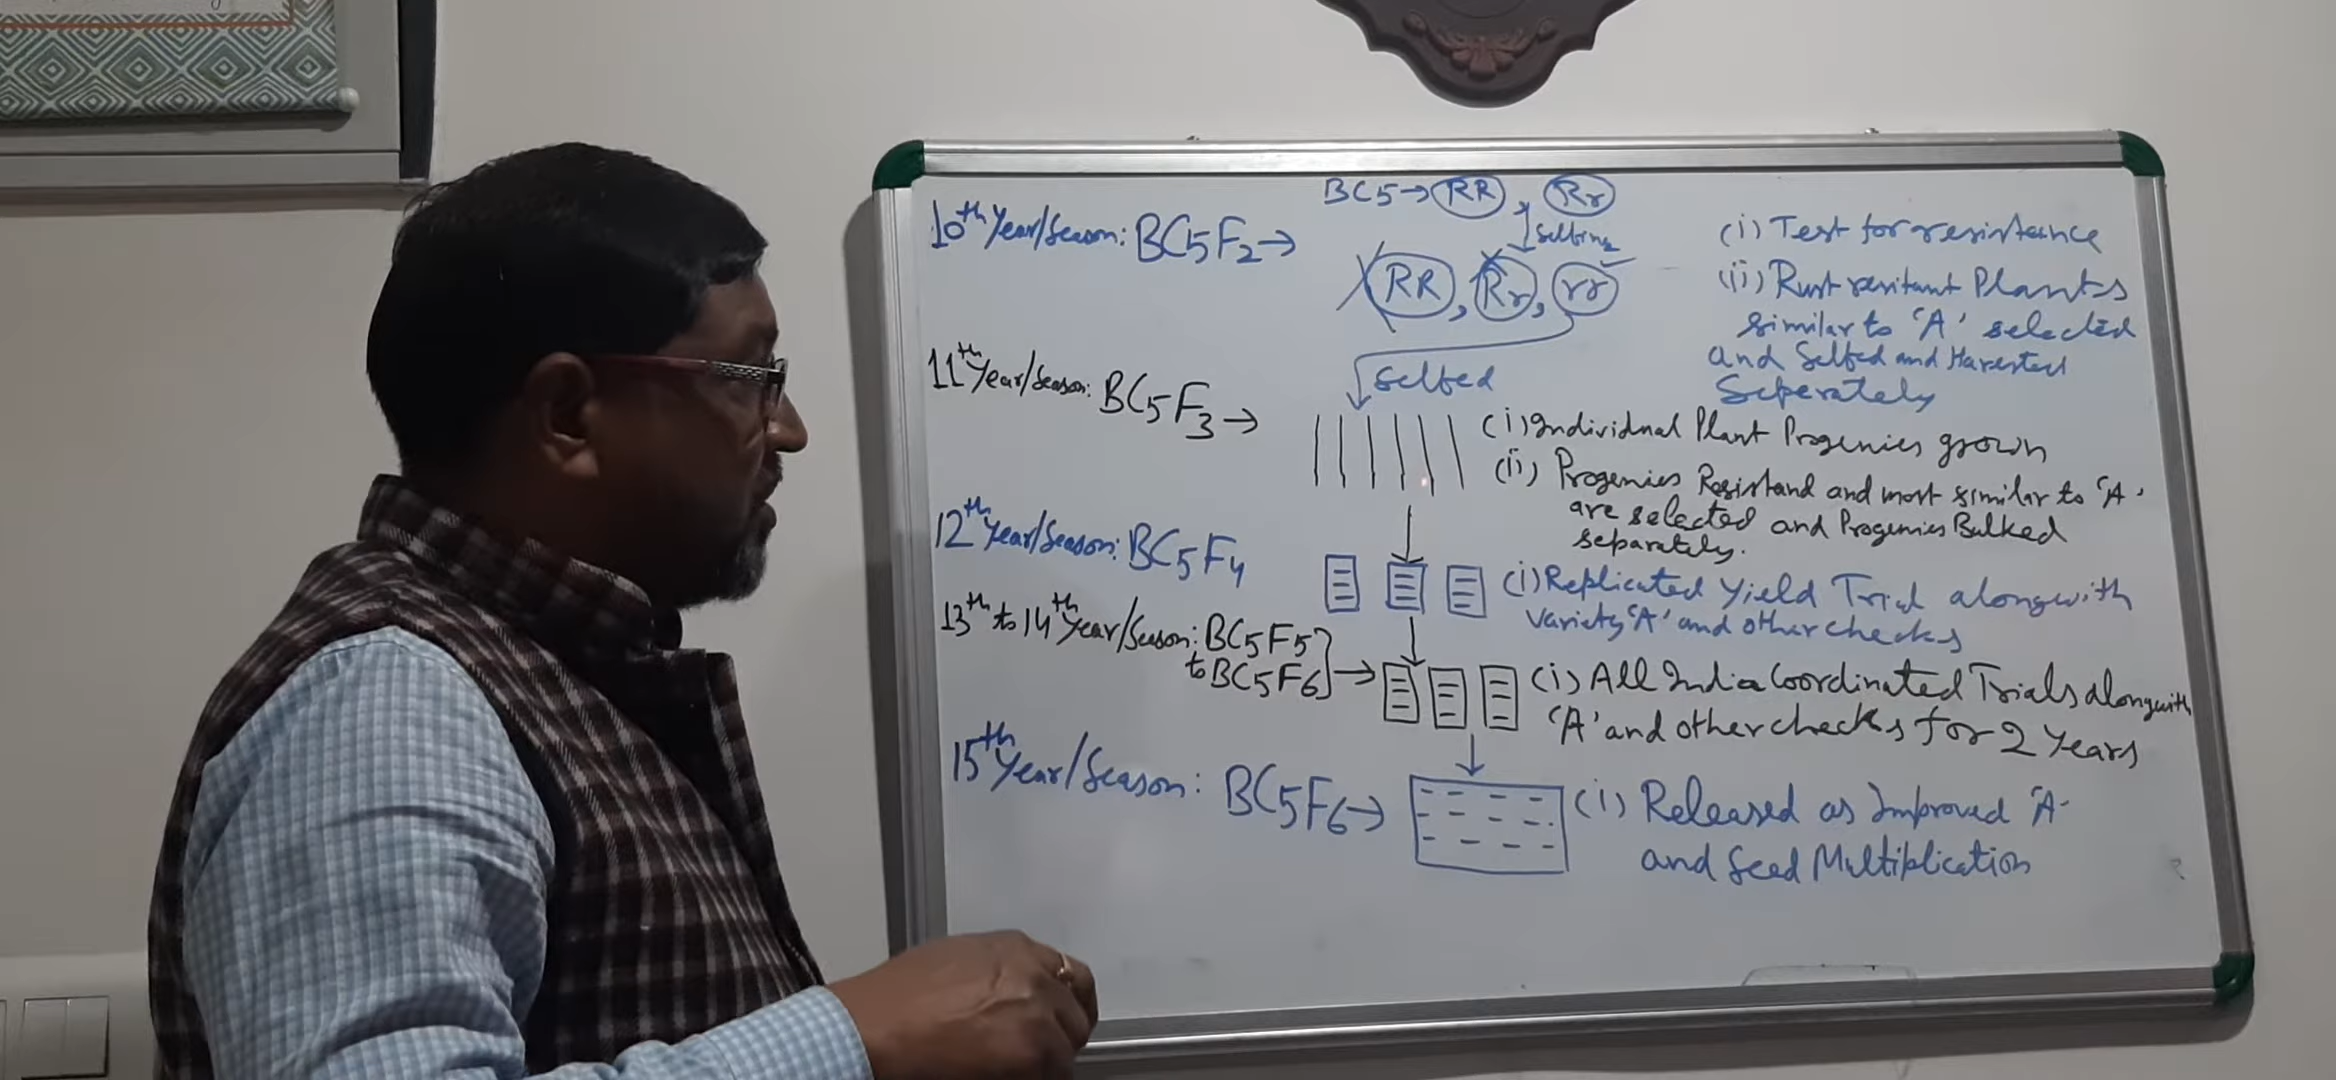 BC5→ RR , Rr
10th Year/Season: BC5F2→
Selfing
RR, Rr, rr
(i) Test for resistance
(ii) Rust resitant Plants
similar to 'A' selected
and Selfed and Harvested
Seperately
11th Year/Season: BC5F3→
Selfed
(i) Individual Plant Progenies grown
(ii) Progenies Resistand and most similar to 'A'
are selected and Progenies Bulked
separately.
12th Year/Season: BC5F4
(i) Replicated Yield Trial alongwith
variety 'A' and other checks
13th to 14th Year/Season: BC5F5
to BC5F6 →
(i) All India Coordinated Trials alongwith
'A' and other checks for 2 Years
15th Year/Season: BC5F6→
(i) Released as Improved 'A'
and Seed Multiplication